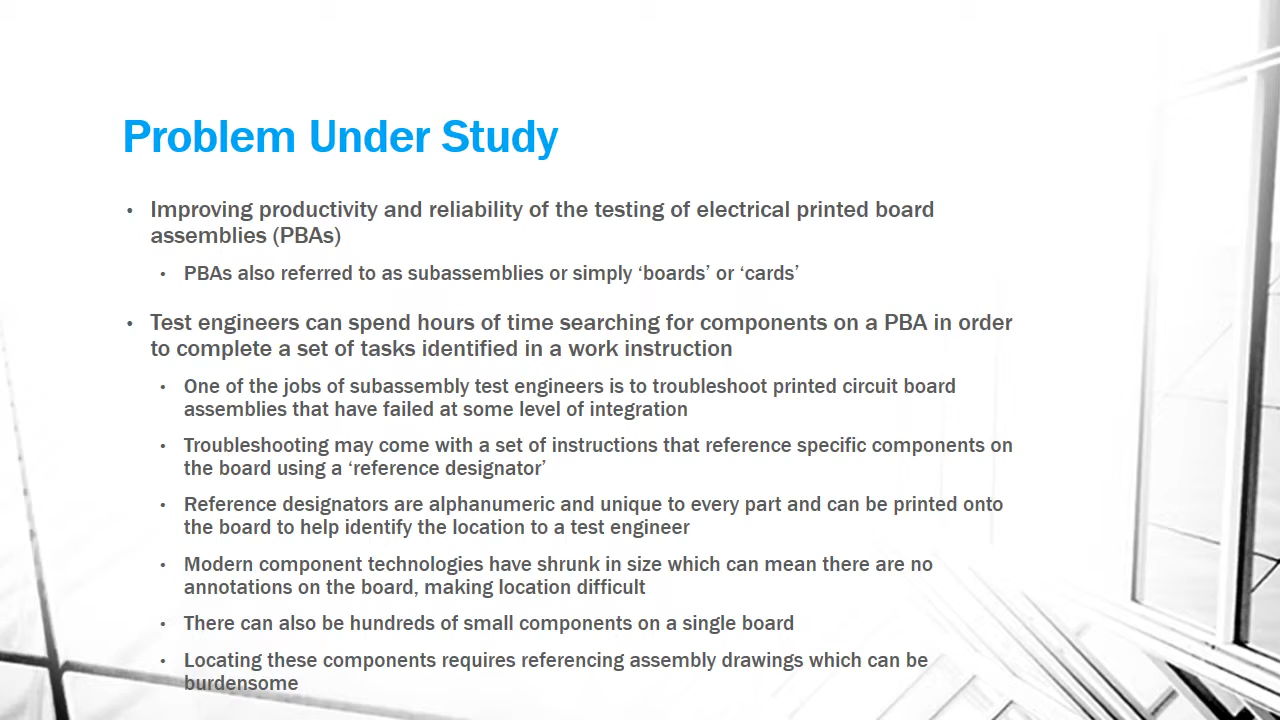 Problem Under Study
• Improving productivity and reliability of the testing of electrical printed board
assemblies (PBAs)
• PBAs also referred to as subassemblies or simply ‘boards’ or ‘cards’
• Test engineers can spend hours of time searching for components on a PBA in order
to complete a set of tasks identified in a work instruction
• One of the jobs of subassembly test engineers is to troubleshoot printed circuit board
assemblies that have failed at some level of integration
• Troubleshooting may come with a set of instructions that reference specific components on
the board using a ‘reference designator’
• Reference designators are alphanumeric and unique to every part and can be printed onto
the board to help identify the location to a test engineer
• Modern component technologies have shrunk in size which can mean there are no
annotations on the board, making location difficult
• There can also be hundreds of small components on a single board
• Locating these components requires referencing assembly drawings which can be
burdensome